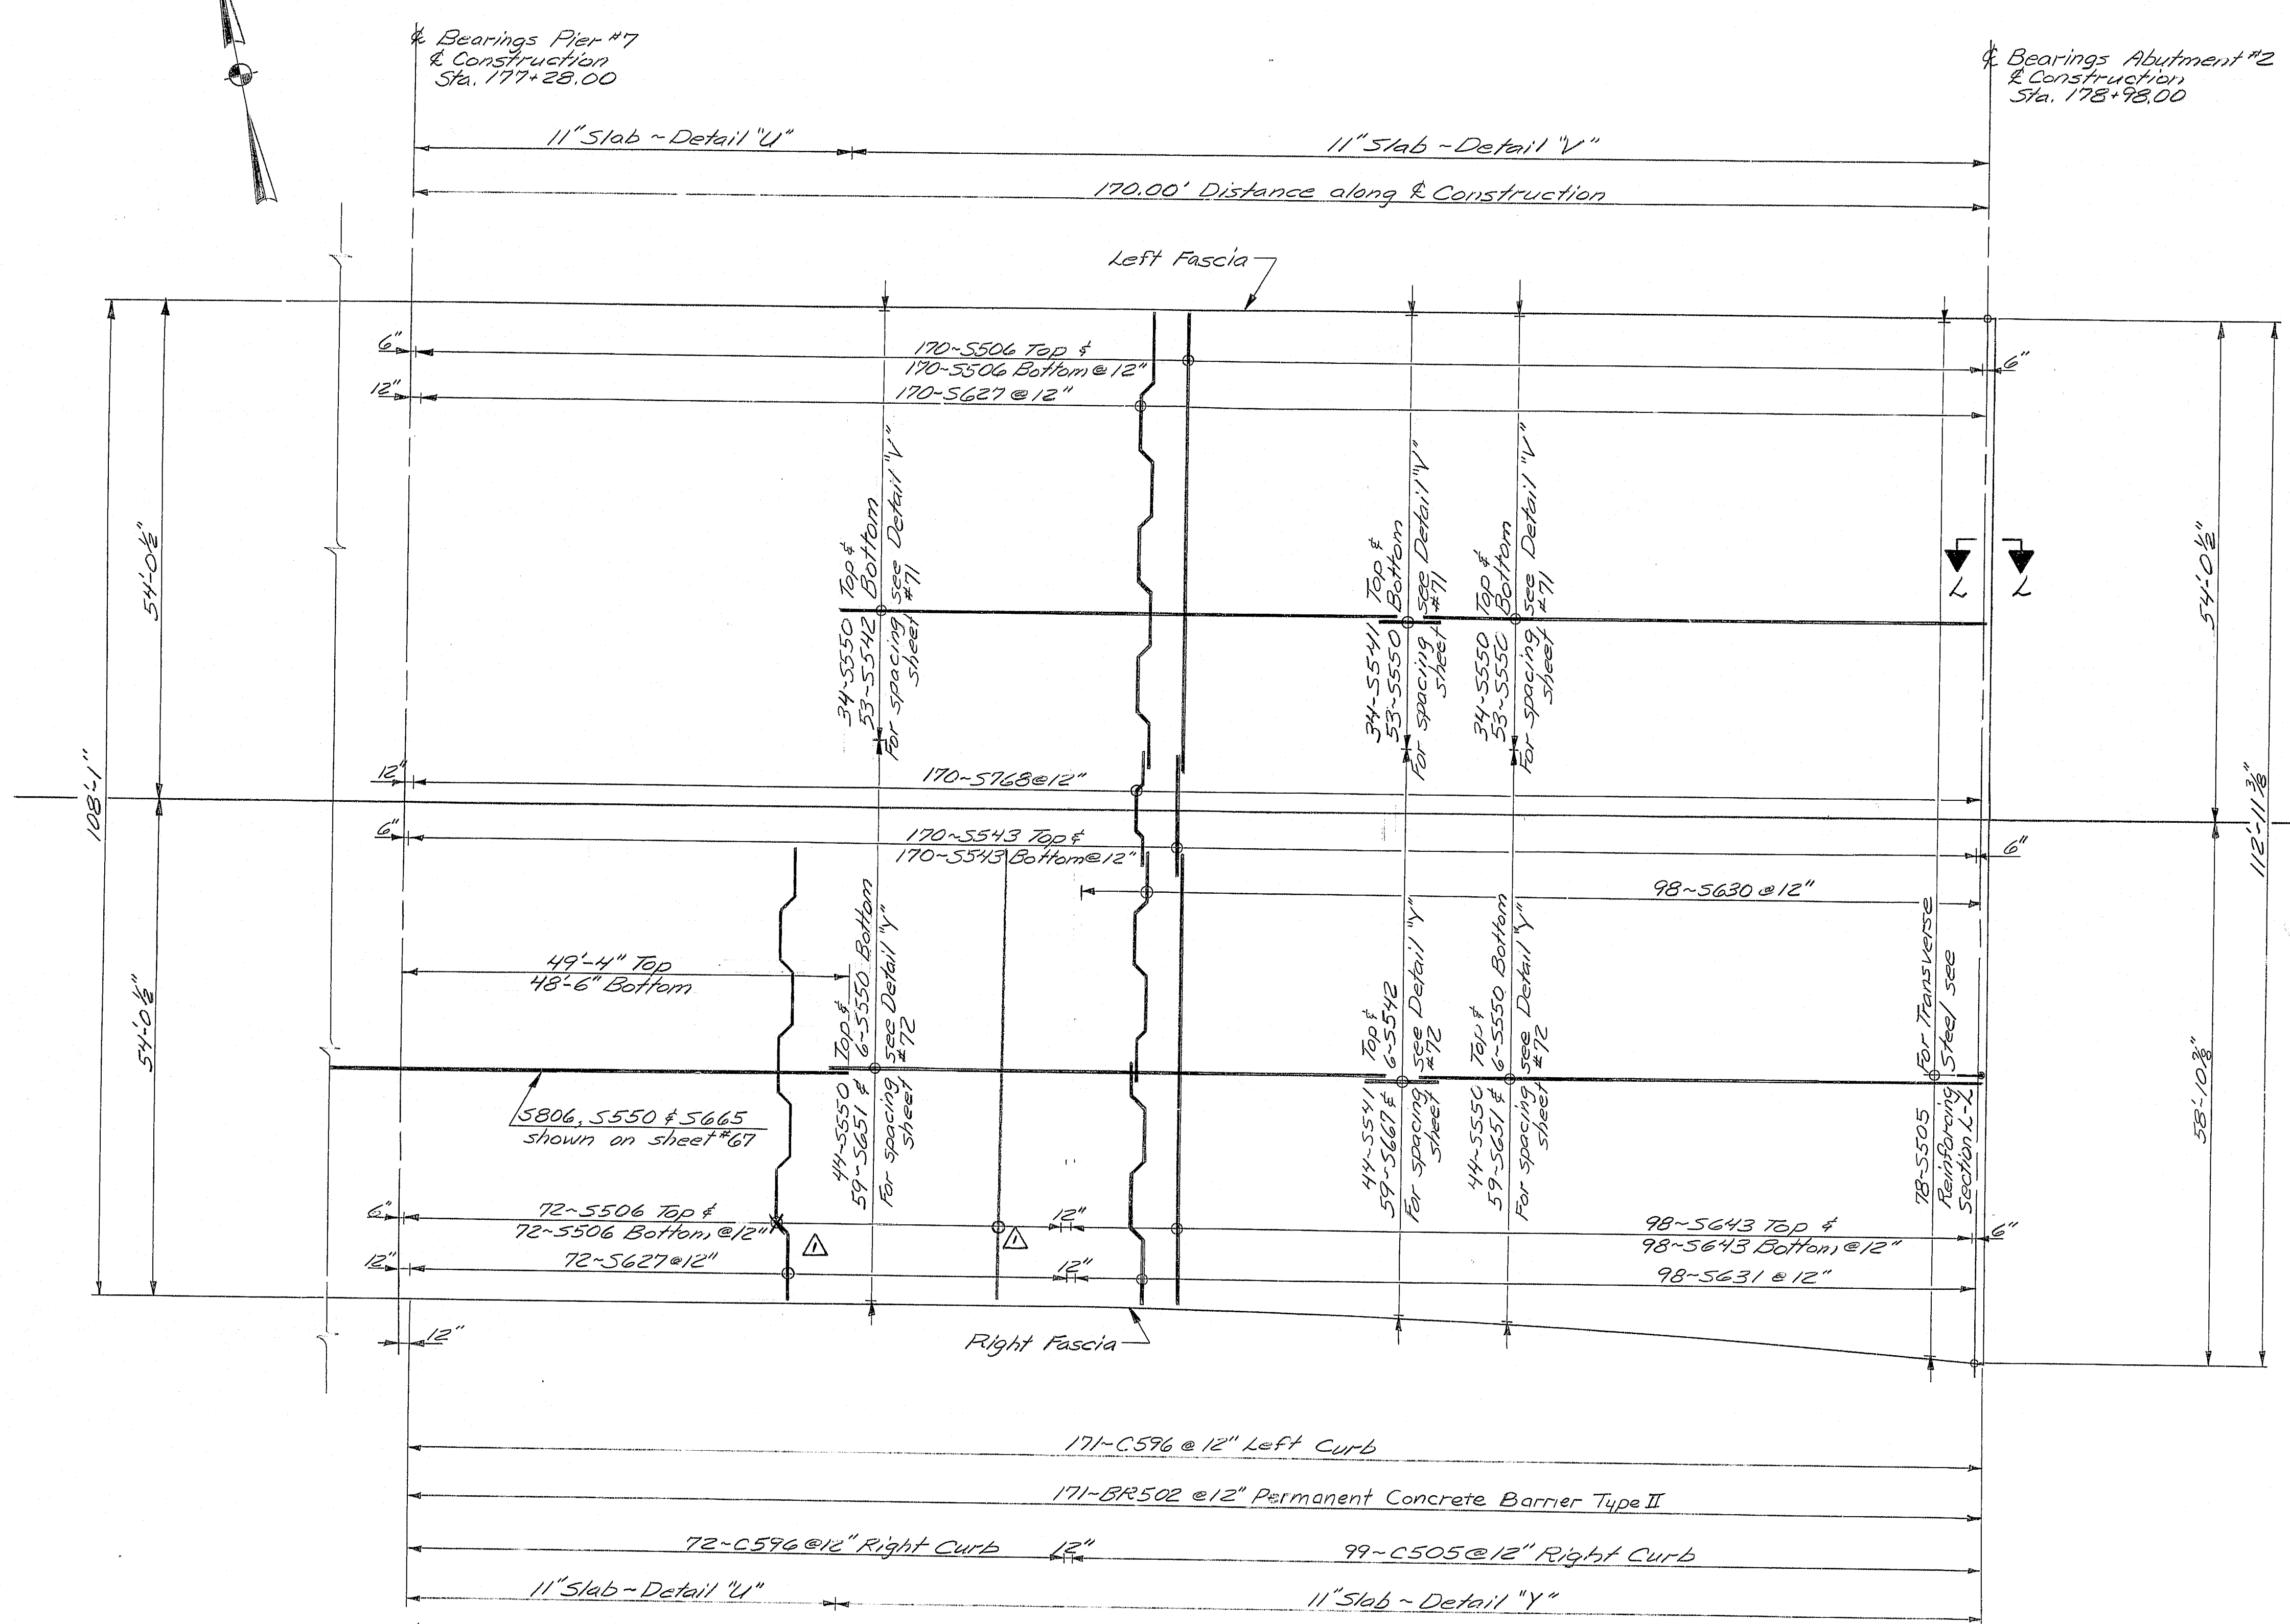 ℄ Bearings Pier #7
℄ Construction
Sta. 177+28.00
℄ Bearings Abutment #2
℄ Construction
Sta. 178+98.00
11" Slab ~ Detail "U"
11" Slab ~ Detail "V"
170.00' Distance along ℄ Construction
Left Fascia
6"
170~S506 Top &
170~S506 Bottom @ 12"
6"
12"
170~S627 @ 12"
34~S550 Top &
53~S542 Bottom
For spacing see Detail "V"
sheet #71
34~S541 Top &
53~S550 Bottom
For spacing see Detail "V"
sheet #71
34~S550 Top &
53~S550 Bottom
For spacing see Detail "V"
sheet #71
L L
54'-0½"
54'-0½"
108'-1"
112'-11⅜"
12"
170~S768@12"
6"
170~S543 Top &
170~S543 Bottom@12"
6"
98~S630 @ 12"
49'-4" Top
48'-6" Bottom
44~S550 Top &
59~S651 & 6~S550 Bottom
For spacing see Detail "Y"
sheet #72
44~S541 Top &
59~S667 & 6~S542
For spacing see Detail "Y"
sheet #72
44~S550 Top &
59~S651 & 6~S550 Bottom
For spacing see Detail "Y"
sheet #72
78~S505
For Transverse
Reinforcing Steel see
Section L-L
54'-0½"
58'-10⅞"
S806, S550 & S665
shown on sheet #67
6"
72~S506 Top &
72~S506 Bottom @12"
1
1
12"
98~S643 Top &
98~S643 Bottom @ 12"
6"
12"
72~S627@12"
12"
98~S631 @ 12"
12"
Right Fascia
171~C596 @ 12" Left Curb
171~BR502 @ 12" Permanent Concrete Barrier Type II
72~C596 @12" Right Curb
12"
99~C505@12" Right Curb
11" Slab ~ Detail "U"
11" Slab ~ Detail "Y"